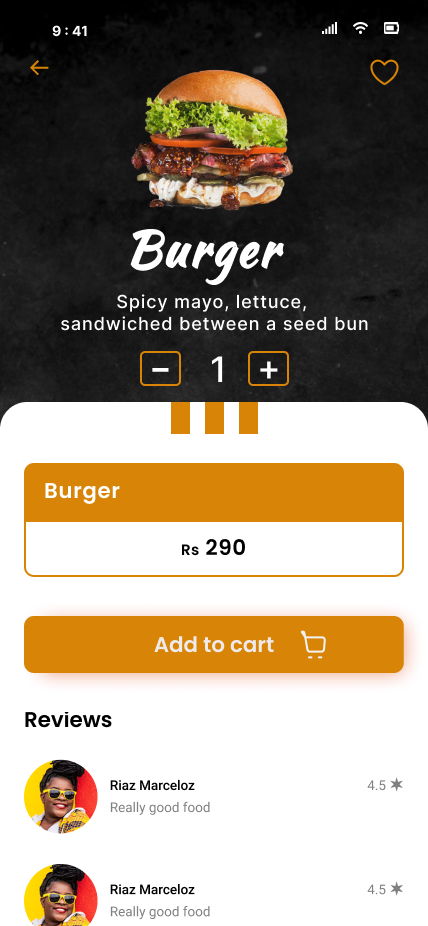 9 : 41
Burger
Spicy mayo, lettuce,
sandwiched between a seed bun
1
Burger
Rs 290
Add to cart
Reviews
Riaz Marceloz
4.5
Really good food
Riaz Marceloz
4.5
Really good food